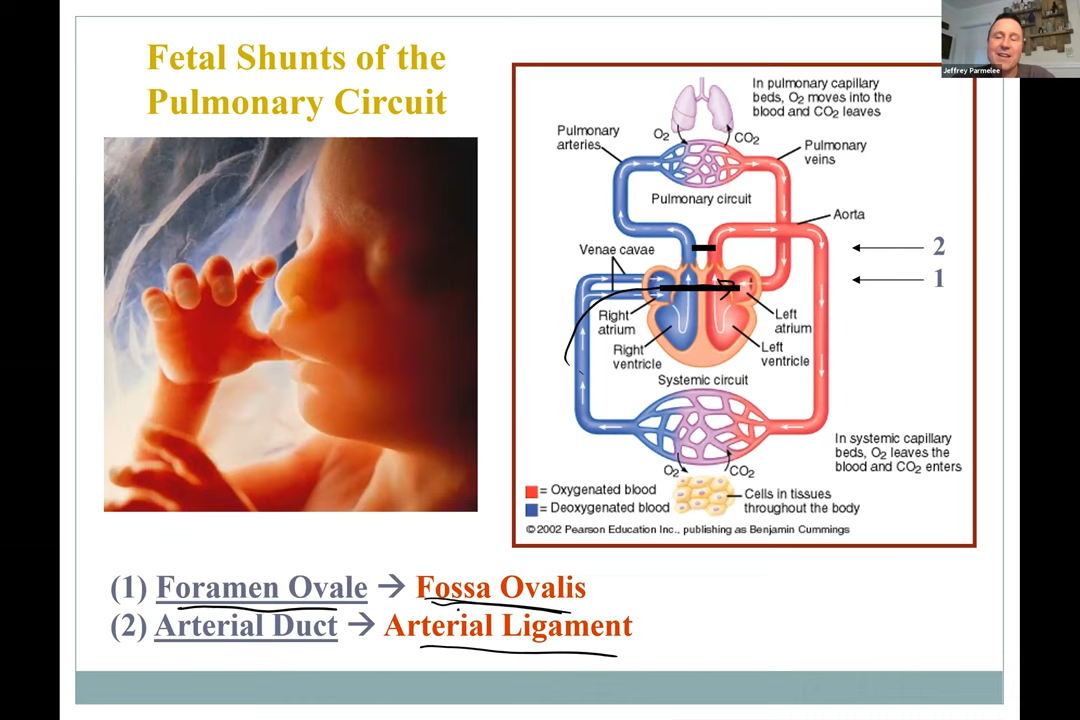 Fetal Shunts of the
Pulmonary Circuit
Jeffrey Parmelee
In pulmonary capillary
beds, O2 moves into the
blood and CO2 leaves
Pulmonary
arteries
O2
CO2
Pulmonary
veins
Pulmonary circuit
Aorta
Venae cavae
2
1
Right
atrium
Left
atrium
Right
ventricle
Left
ventricle
Systemic circuit
In systemic capillary
beds, O2 leaves the
blood and CO2 enters
O2
CO2
= Oxygenated blood
= Deoxygenated blood
Cells in tissues
throughout the body
© 2002 Pearson Education Inc., publishing as Benjamin Cummings
(1) Foramen Ovale → Fossa Ovalis
(2) Arterial Duct → Arterial Ligament